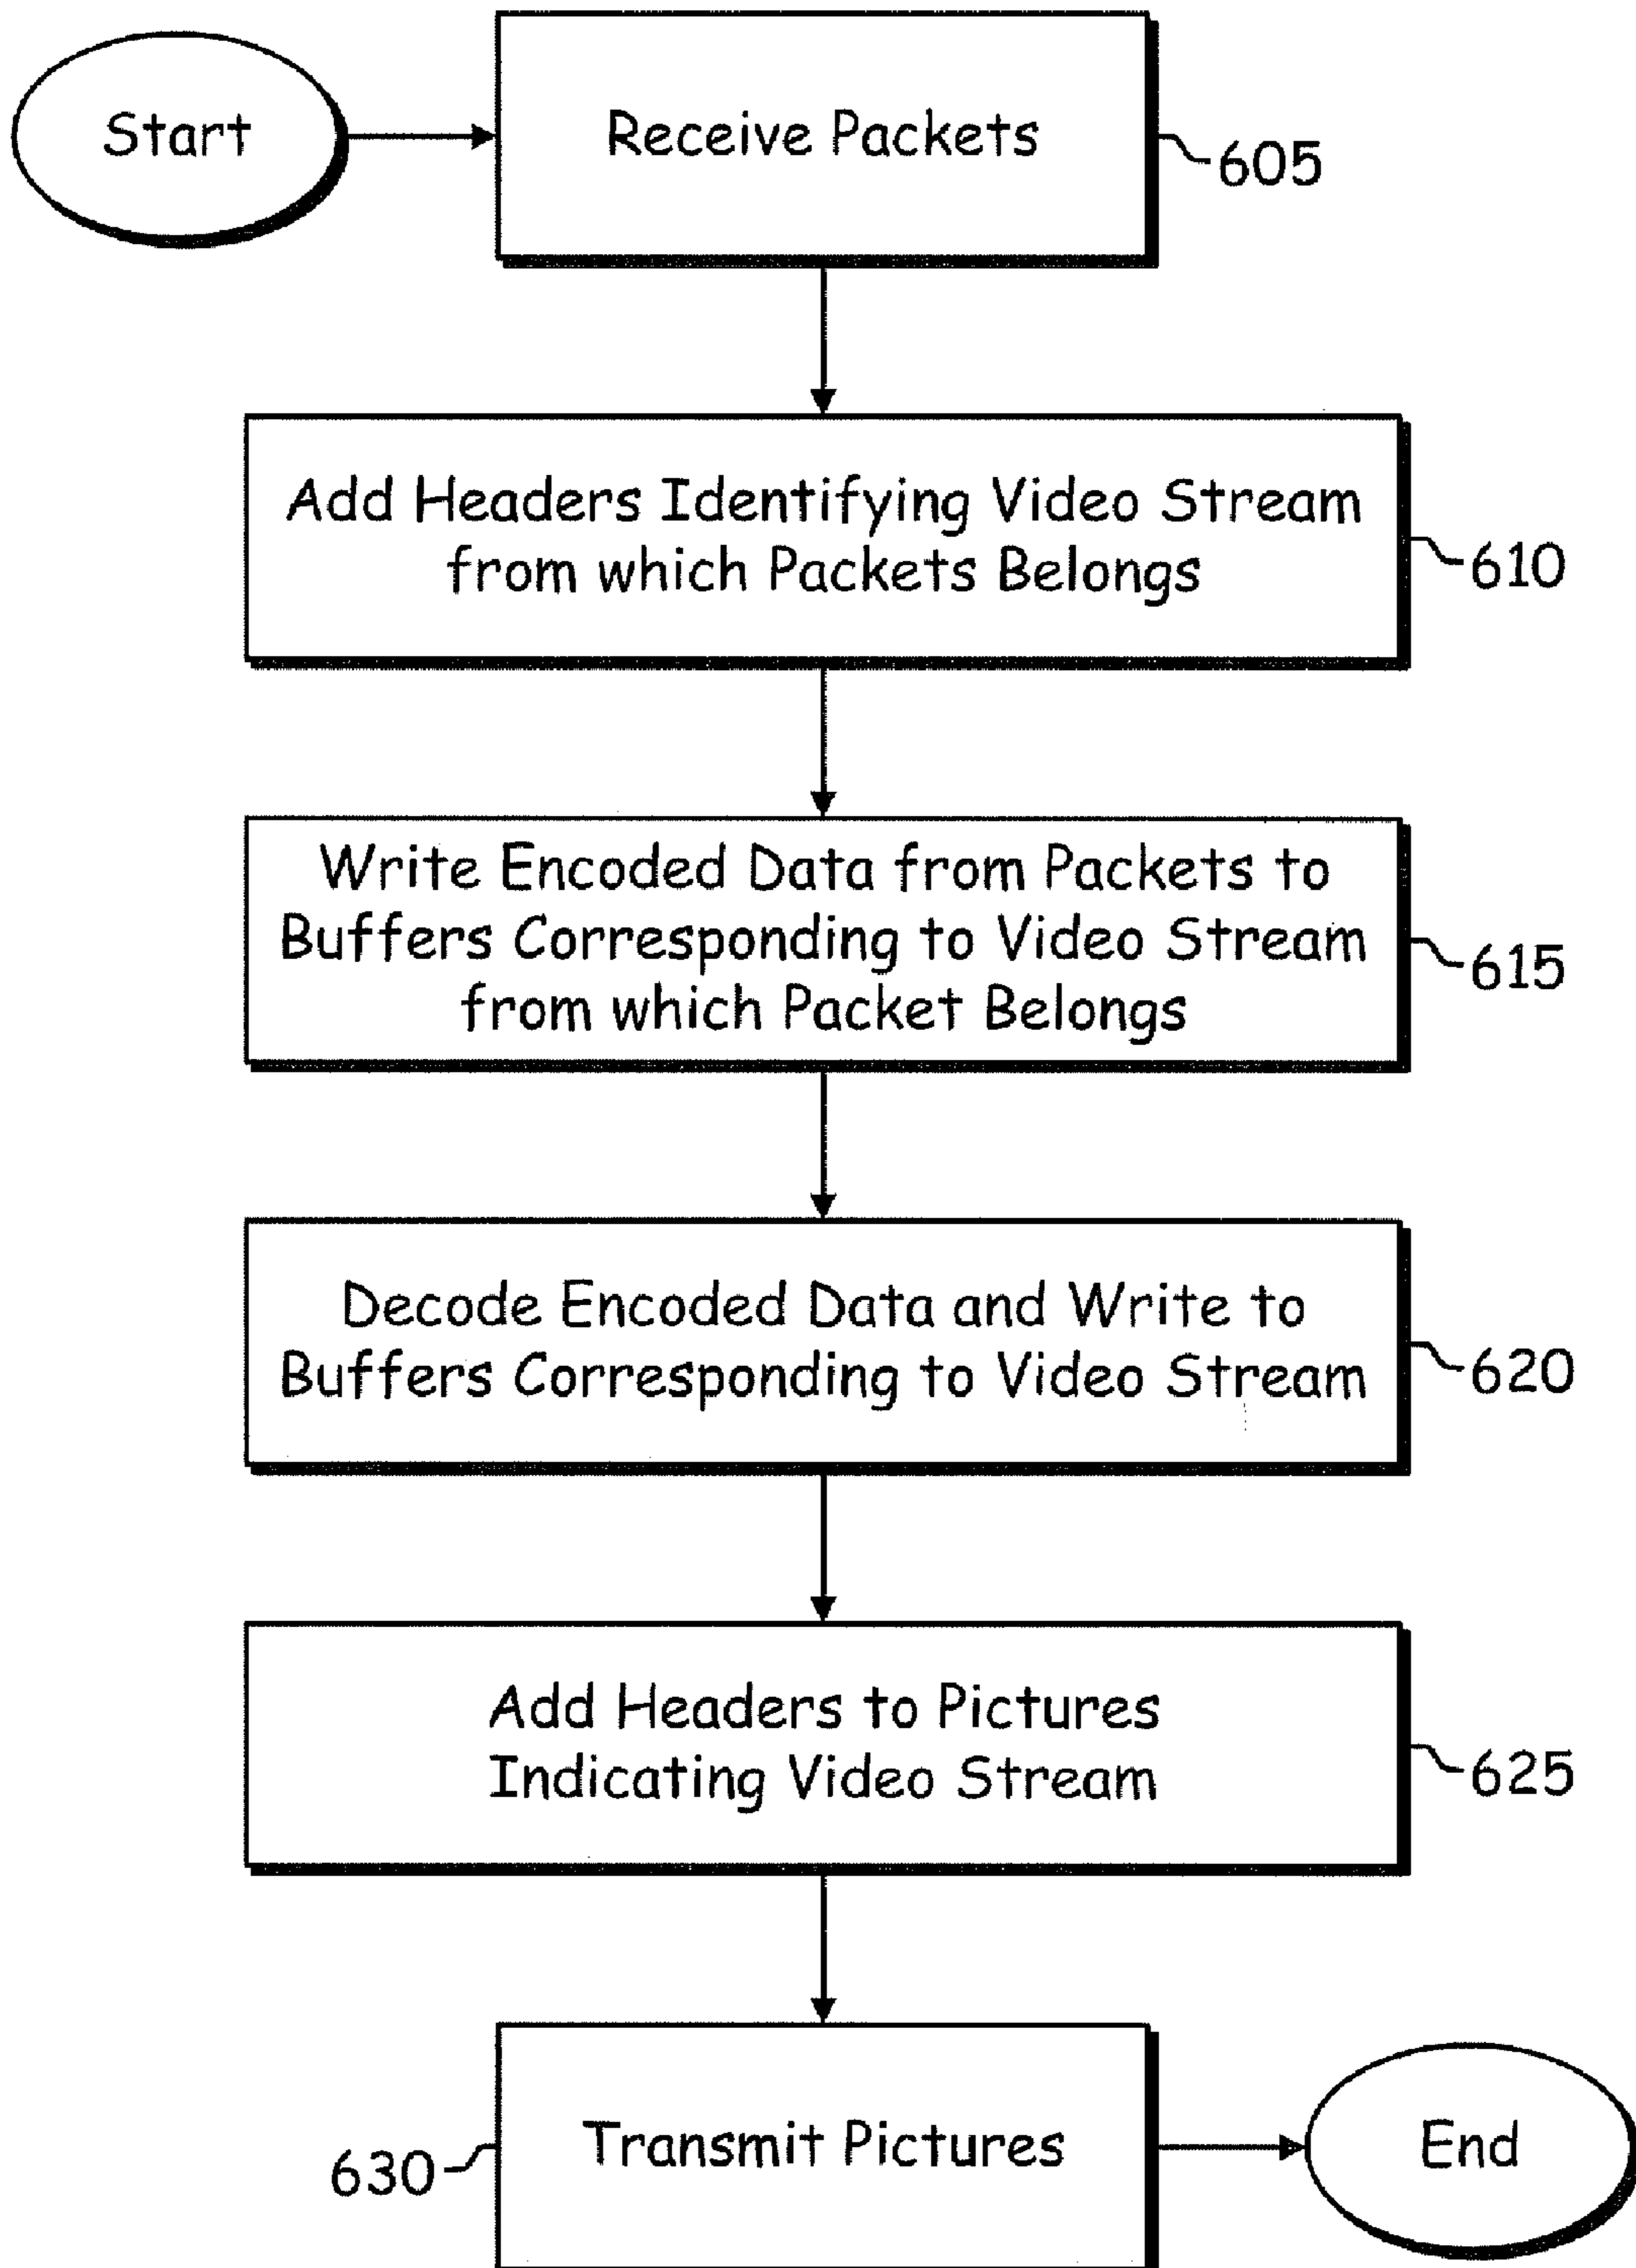 Start
Receive Packets
605
Add Headers Identifying Video Stream
from which Packets Belongs
610
Write Encoded Data from Packets to
Buffers Corresponding to Video Stream
from which Packet Belongs
615
Decode Encoded Data and Write to
Buffers Corresponding to Video Stream
620
Add Headers to Pictures
Indicating Video Stream
625
630
Transmit Pictures
End